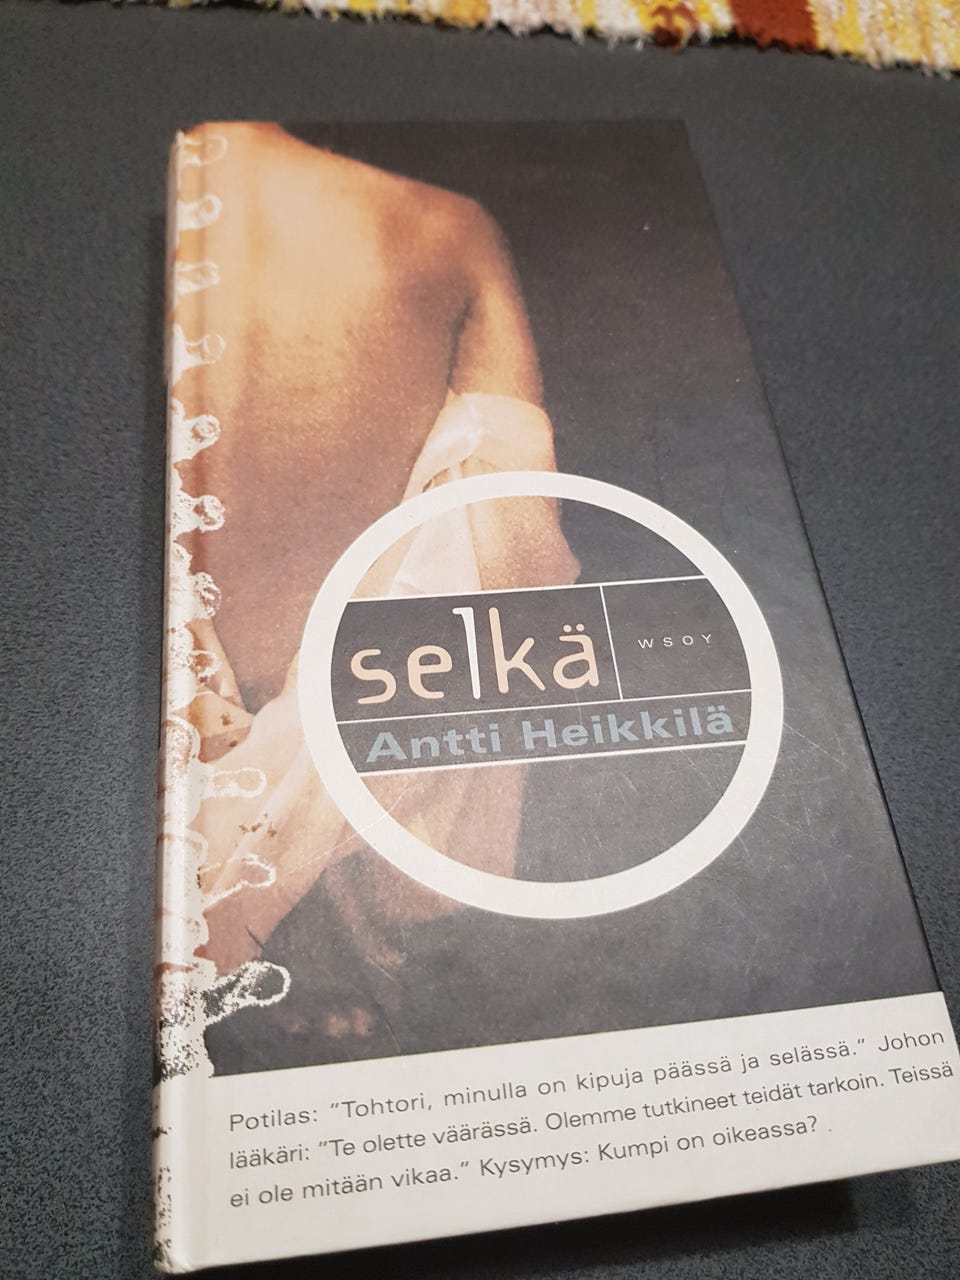 selkä
WSOY
Antti Heikkilä
Potilas: "Tohtori, minulla on kipuja päässä ja selässä." Johon
lääkäri: "Te olette väärässä. Olemme tutkineet teidät tarkoin. Teissä
ei ole mitään vikaa." Kysymys: Kumpi on oikeassa?